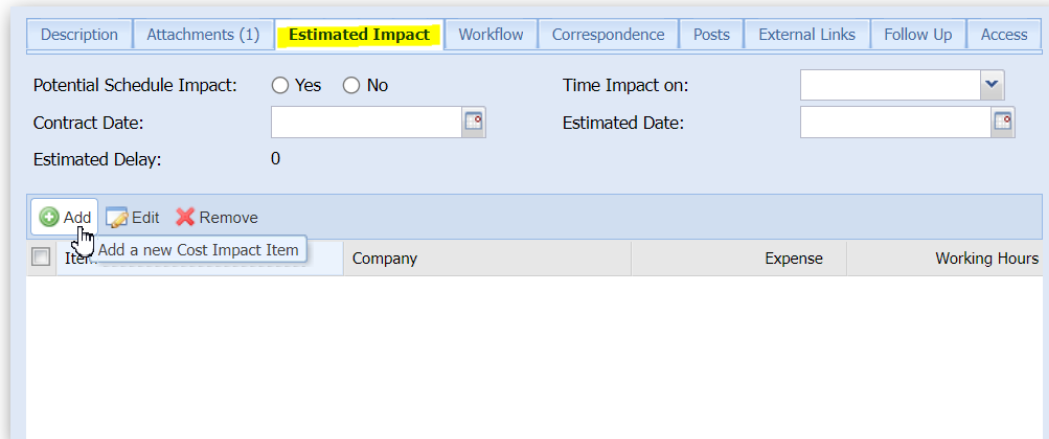 Description Attachments (1) Estimated Impact Workflow Correspondence Posts External Links Follow Up Access
Potential Schedule Impact: Yes No Time Impact on:
Contract Date: Estimated Date:
Estimated Delay: 0
Add Edit Remove
Add a new Cost Impact Item
Item Company Expense Working Hours